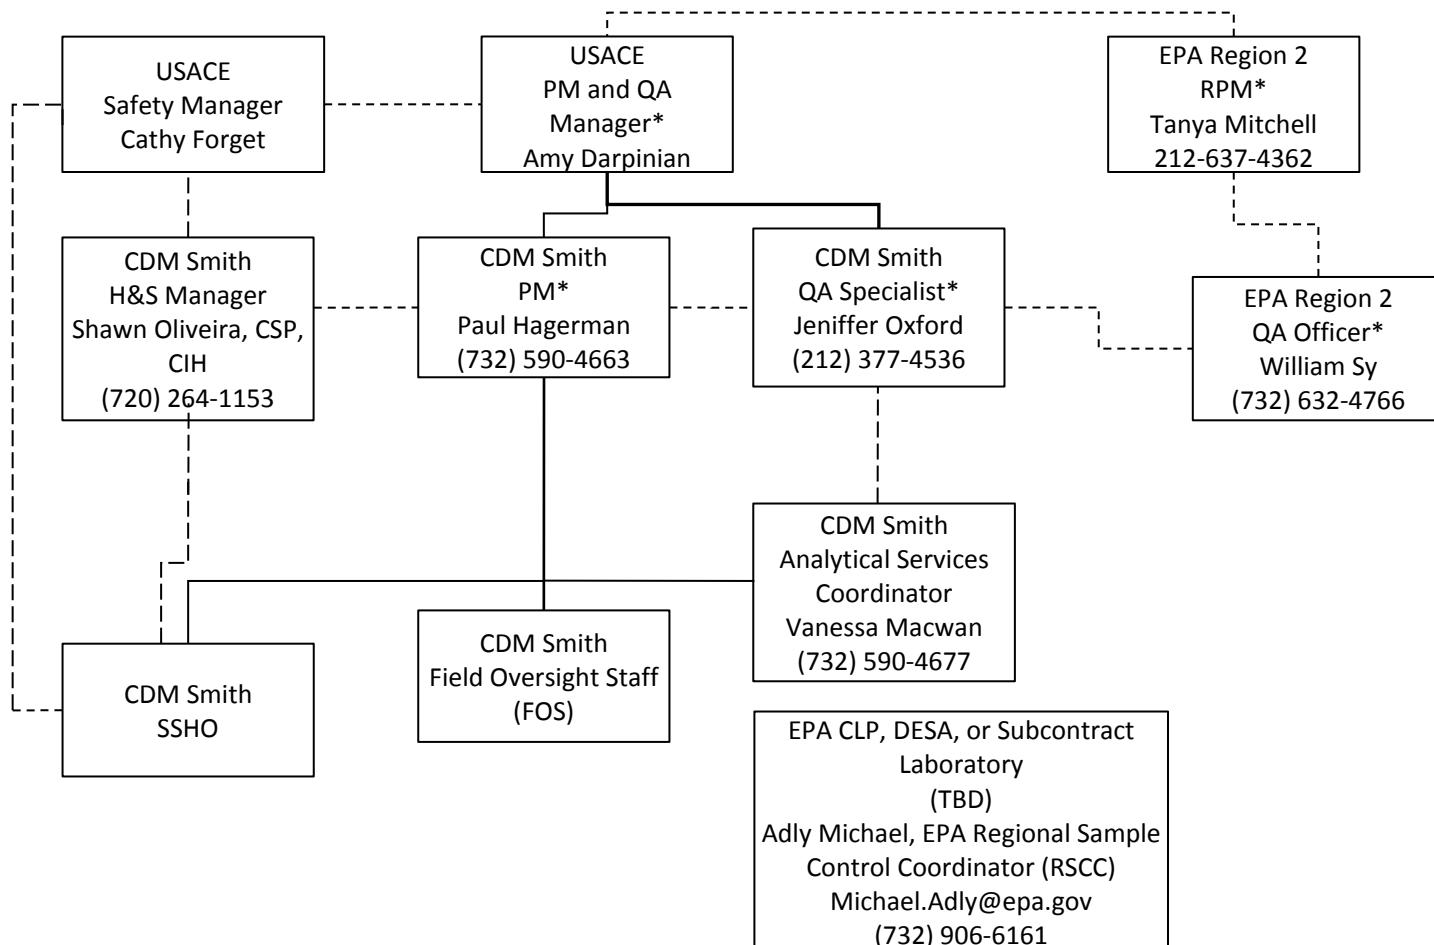 USACE
Safety Manager
Cathy Forget
USACE
PM and QA
Manager*
Amy Darpinian
EPA Region 2
RPM*
Tanya Mitchell
212-637-4362
CDM Smith
H&S Manager
Shawn Oliveira, CSP,
CIH
(720) 264-1153
CDM Smith
PM*
Paul Hagerman
(732) 590-4663
CDM Smith
QA Specialist*
Jeniffer Oxford
(212) 377-4536
EPA Region 2
QA Officer*
William Sy
(732) 632-4766
CDM Smith
Analytical Services
Coordinator
Vanessa Macwan
(732) 590-4677
CDM Smith
SSHO
CDM Smith
Field Oversight Staff
(FOS)
EPA CLP, DESA, or Subcontract
Laboratory
(TBD)
Adly Michael, EPA Regional Sample
Control Coordinator (RSCC)
Michael.Adly@epa.gov
(732) 906-6161